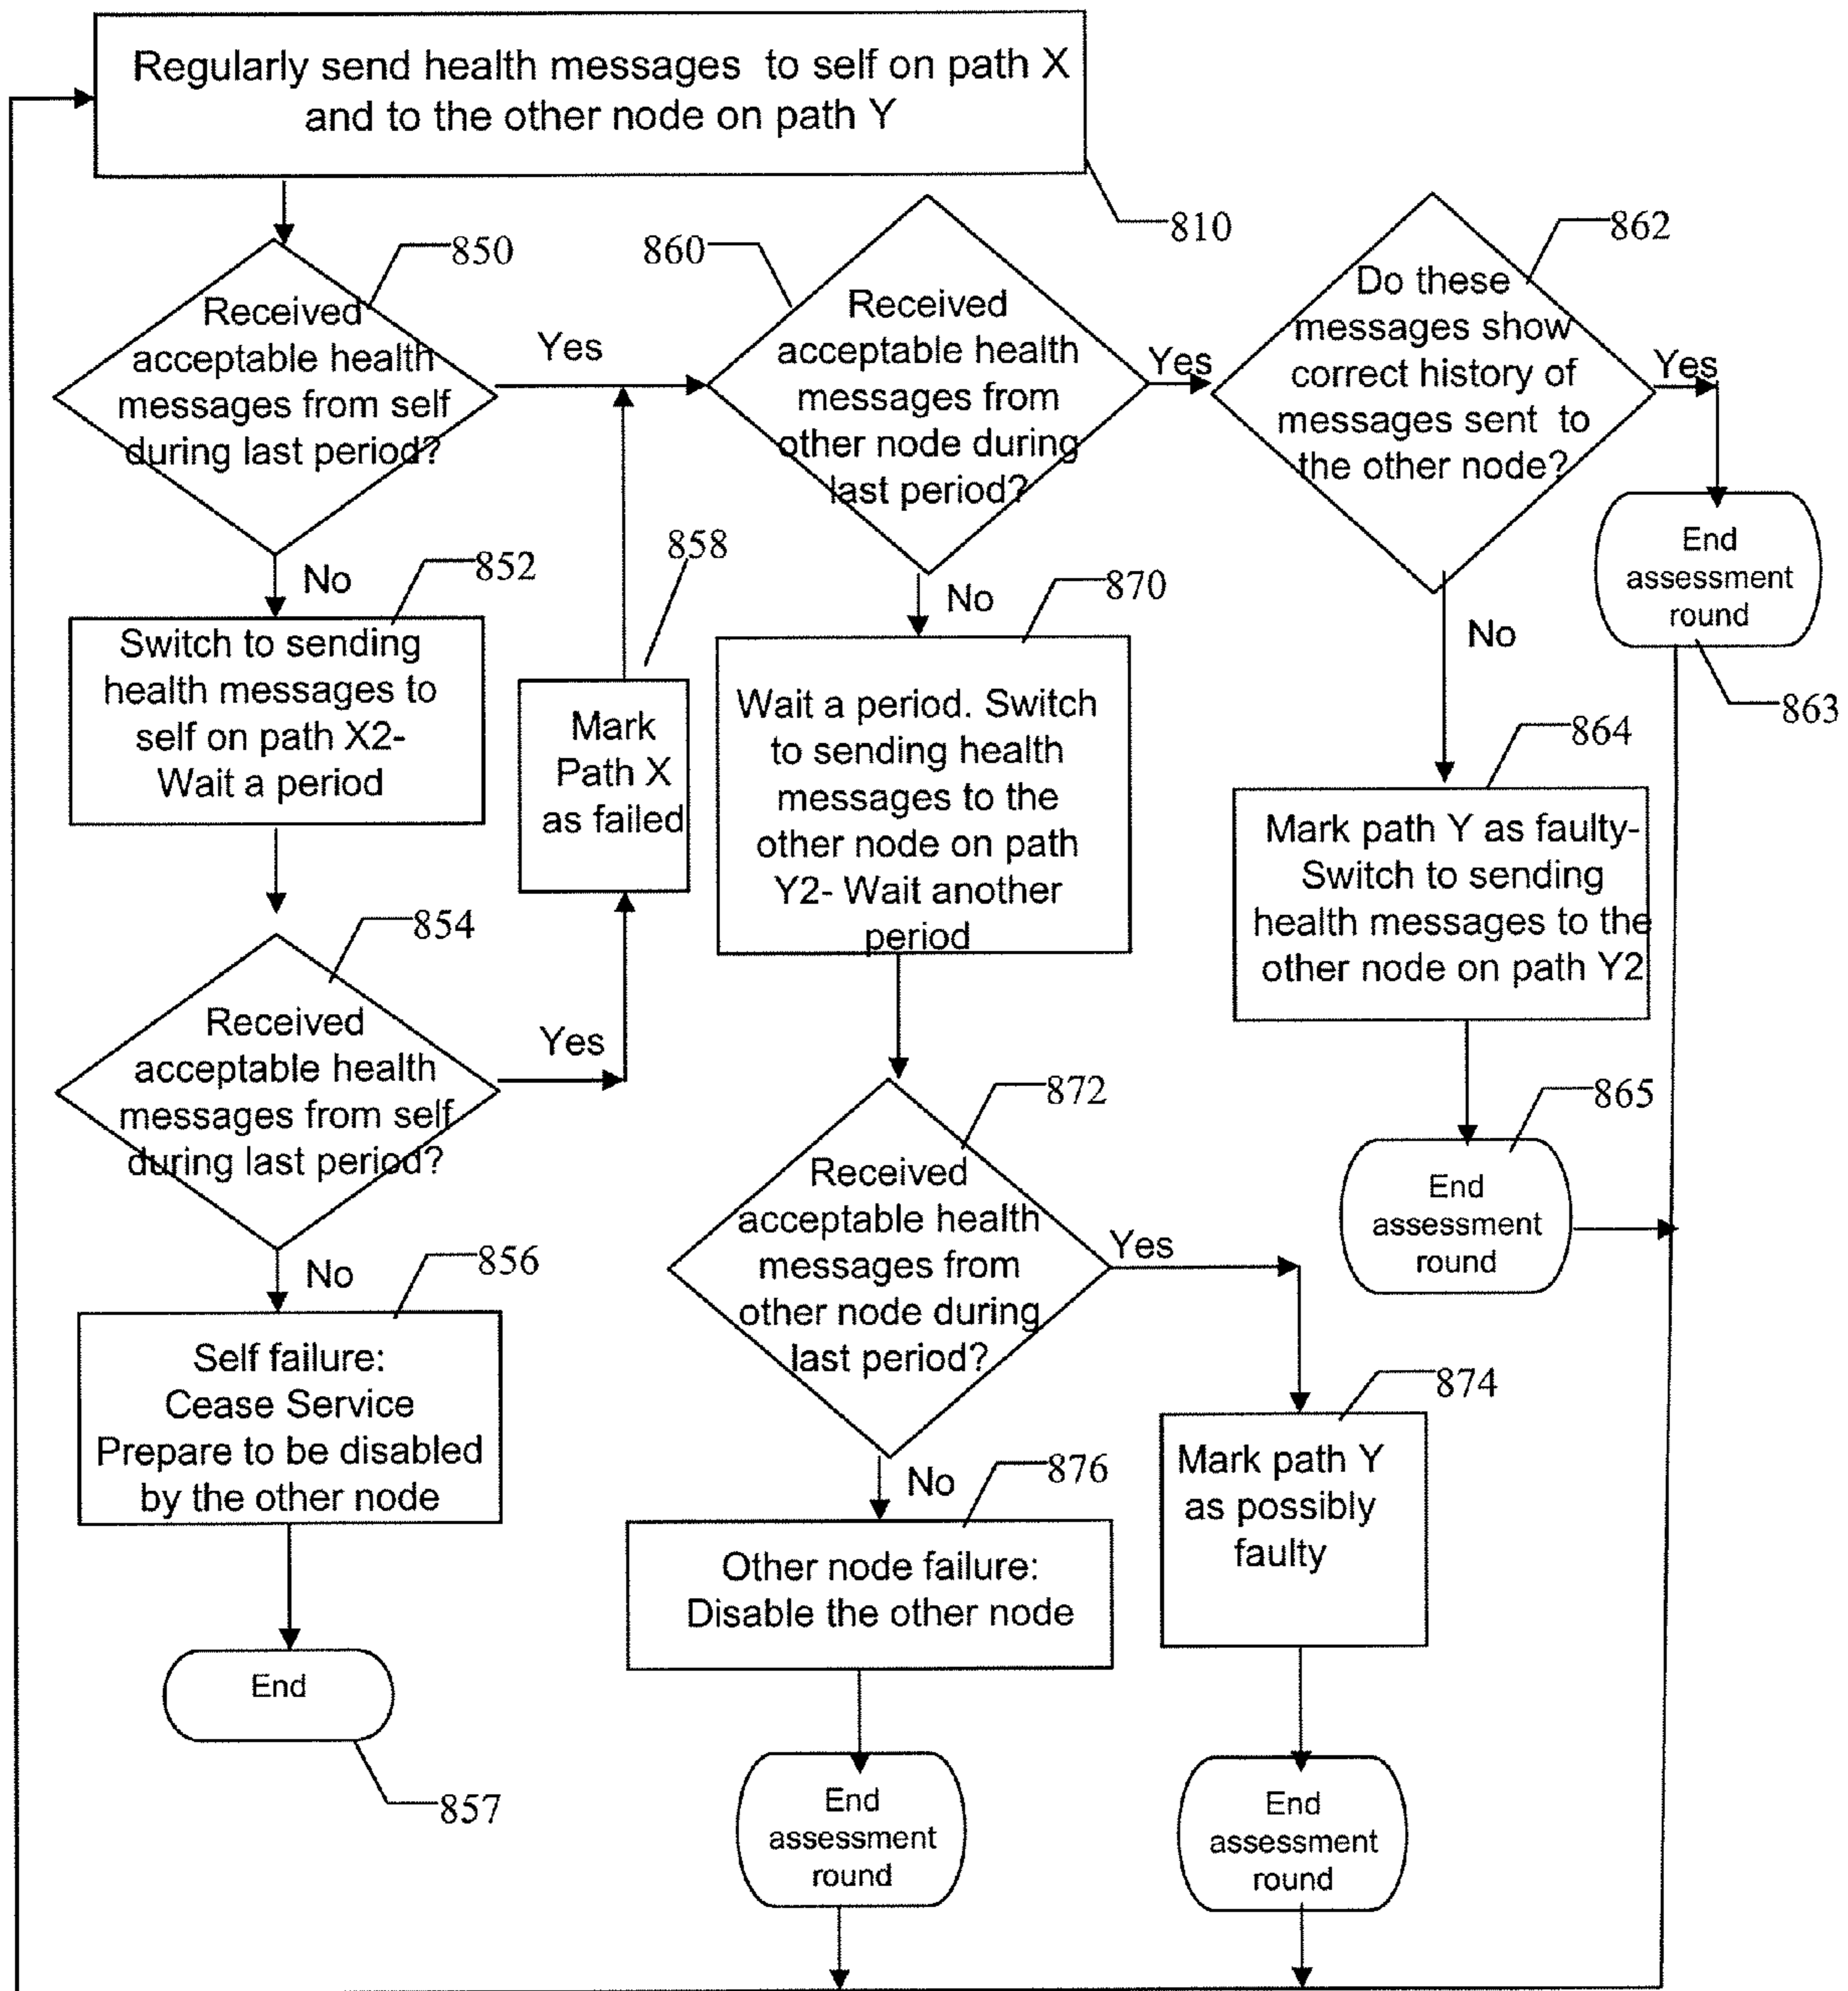 Regularly send health messages to self on path X
and to the other node on path Y
810
850
Received
acceptable health
messages from self
during last period?
Yes
No
860
Received
acceptable health
messages from
other node during
last period?
Yes
No
862
Do these
messages show
correct history of
messages sent to
the other node?
Yes
No
End
assessment
round
863
852
Switch to sending
health messages to
self on path X2-
Wait a period
858
Mark
Path X
as failed
870
Wait a period. Switch
to sending health
messages to the
other node on path
Y2- Wait another
period
864
Mark path Y as faulty-
Switch to sending
health messages to the
other node on path Y2
854
Received
acceptable health
messages from self
during last period?
Yes
No
872
Received
acceptable health
messages from
other node during
last period?
Yes
No
865
End
assessment
round
856
Self failure:
Cease Service
Prepare to be disabled
by the other node
876
Other node failure:
Disable the other node
874
Mark path Y
as possibly
faulty
End
857
End
assessment
round
End
assessment
round